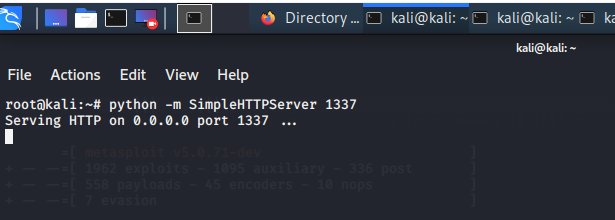 Directory ...
kali@kali: ~
kali@kali: ~
kali@kali: ~
File Actions Edit View Help
root@kali:~# python -m SimpleHTTPServer 1337
Serving HTTP on 0.0.0.0 port 1337 ...
=[ metasploit v5.0.71-dev ]
+ -- --=[ 1962 exploits - 1095 auxiliary - 336 post ]
+ -- --=[ 558 payloads - 45 encoders - 10 nops ]
+ -- --=[ 7 evasion ]